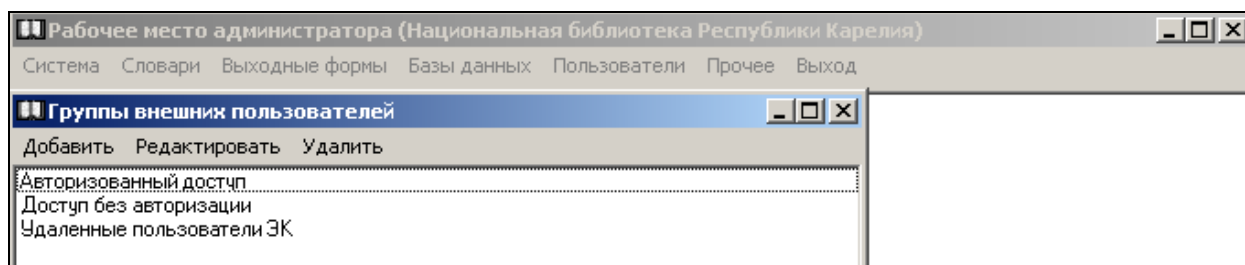 Рабочее место администратора (Национальная библиотека Республики Карелия)
Система Словари Выходные формы Базы данных Пользователи Прочее Выход
Группы внешних пользователей
Добавить Редактировать Удалить
Авторизованный доступ
Доступ без авторизации
Удаленные пользователи ЭК